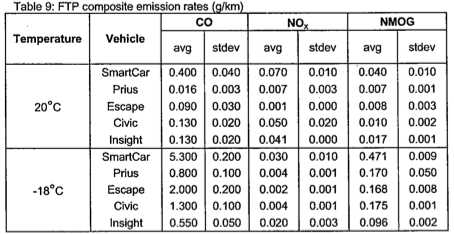 Table 9: FTP composite emission rates (g/km)
Temperature Vehicle CO NOX NMOG
avg stdev avg stdev avg stdev
20°C
SmartCar 0.400 0.040 0.070 0.010 0.040 0.010
Prius 0.016 0.003 0.007 0.003 0.007 0.001
Escape 0.090 0.030 0.001 0.000 0.008 0.003
Civic 0.130 0.020 0.050 0.020 0.010 0.002
Insight 0.130 0.020 0.041 0.000 0.017 0.001
-18°C
SmartCar 5.300 0.200 0.030 0.010 0.471 0.009
Prius 0.800 0.100 0.004 0.001 0.170 0.050
Escape 2.000 0.200 0.002 0.001 0.168 0.008
Civic 1.300 0.100 0.004 0.001 0.175 0.001
Insight 0.550 0.050 0.020 0.003 0.096 0.002